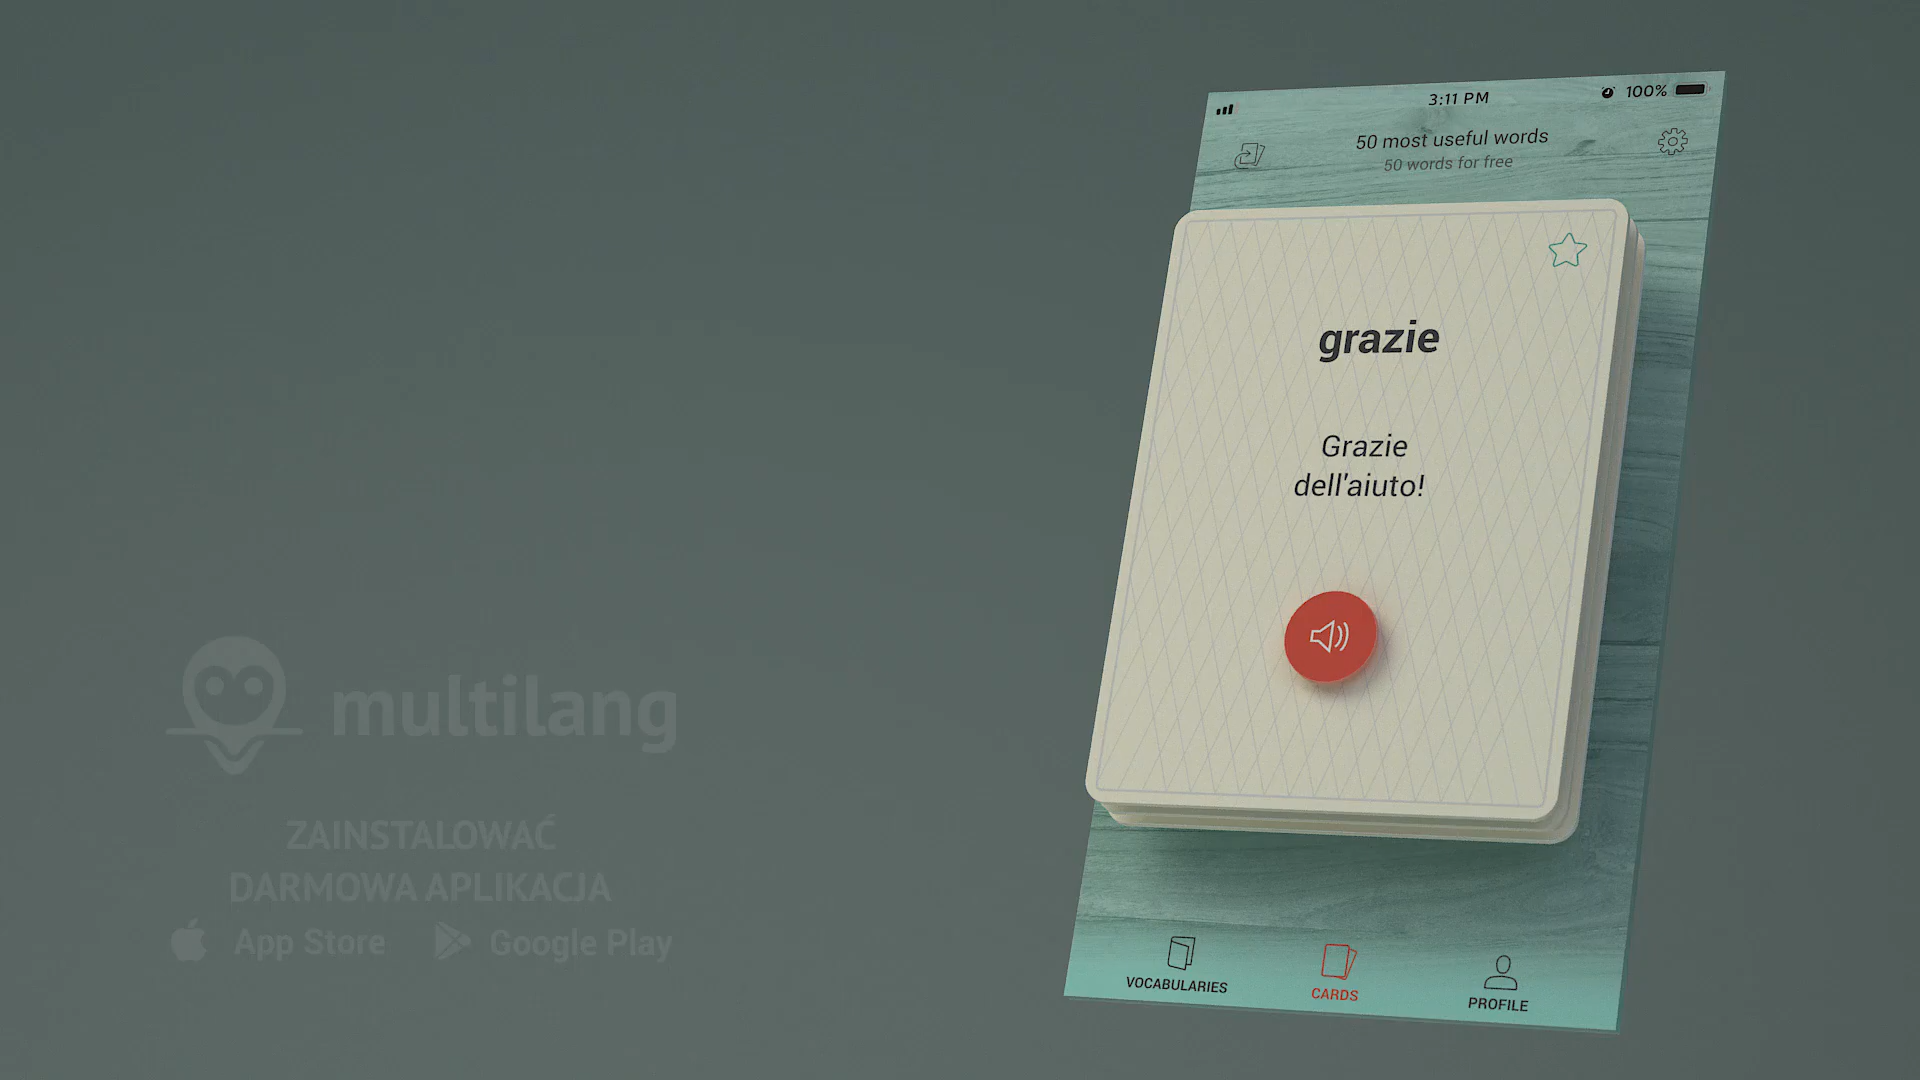 3:11 PM
100%
50 most useful words
50 words for free
grazie
Grazie
dell'aiuto!
multilang
ZAINSTALOWAĆ
DARMOWA APLIKACJA
App Store
Google Play
VOCABULARIES
CARDS
PROFILE